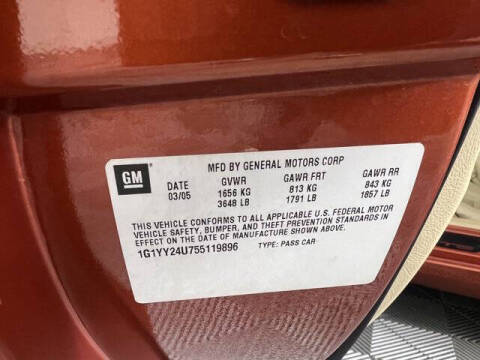 GM
MFD BY GENERAL MOTORS CORP
DATE GVWR GAWR FRT GAWR RR
03/05 1656 KG 813 KG 843 KG
3648 LB 1791 LB 1857 LB
THIS VEHICLE CONFORMS TO ALL APPLICABLE U.S. FEDERAL MOTOR
VEHICLE SAFETY, BUMPER, AND THEFT PREVENTION STANDARDS IN
EFFECT ON THE DATE OF MANUFACTURE SHOWN ABOVE.
1G1YY24U755119896 TYPE: PASS CAR